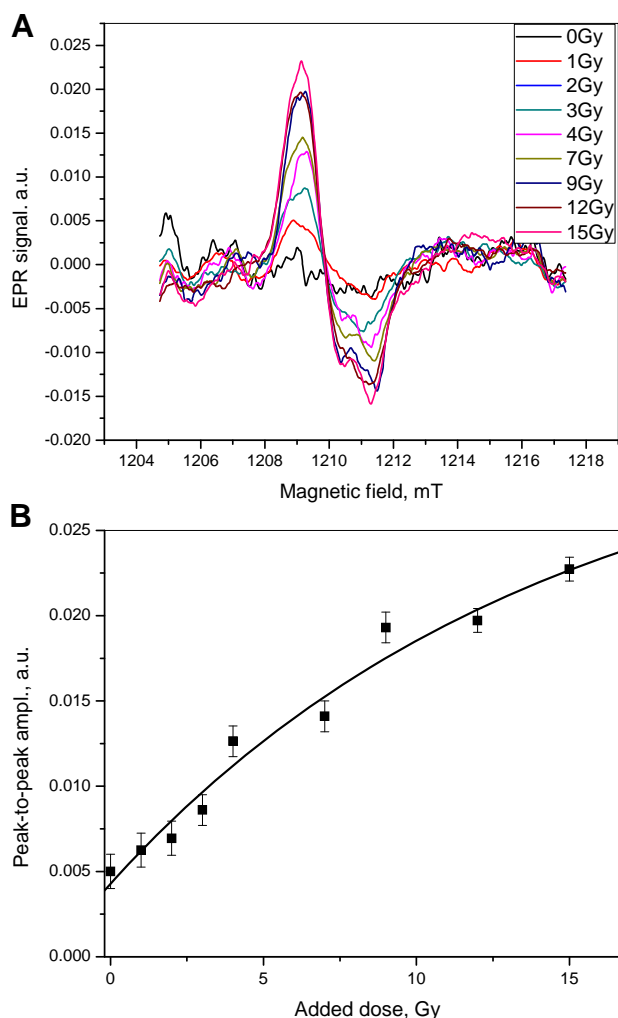 A
EPR signal. a.u.
0.025
0.020
0.015
0.010
0.005
0.000
-0.005
-0.010
-0.015
-0.020
0Gy
1Gy
2Gy
3Gy
4Gy
7Gy
9Gy
12Gy
15Gy
1204 1206 1208 1210 1212 1214 1216 1218
Magnetic field, mT
B
Peak-to-peak ampl., a.u.
0.025
0.020
0.015
0.010
0.005
0.000
0 5 10 15
Added dose, Gy